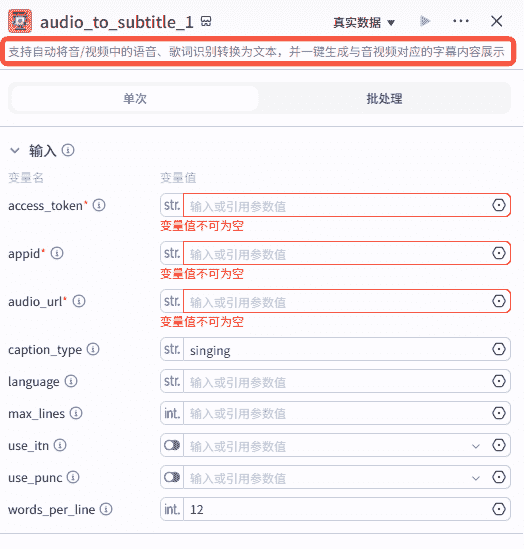 audio_to_subtitle_1 真实数据
支持自动将音/视频中的语音、歌词识别转换为文本，并一键生成与音视频对应的字幕内容展示
单次 批处理
输入
变量名 变量值
access_token* str. 输入或引用参数值
变量值不可为空
appid* str. 输入或引用参数值
变量值不可为空
audio_url* str. 输入或引用参数值
变量值不可为空
caption_type str. singing
language str. 输入或引用参数值
max_lines int. 输入或引用参数值
use_itn 输入或引用参数值
use_punc 输入或引用参数值
words_per_line int. 12